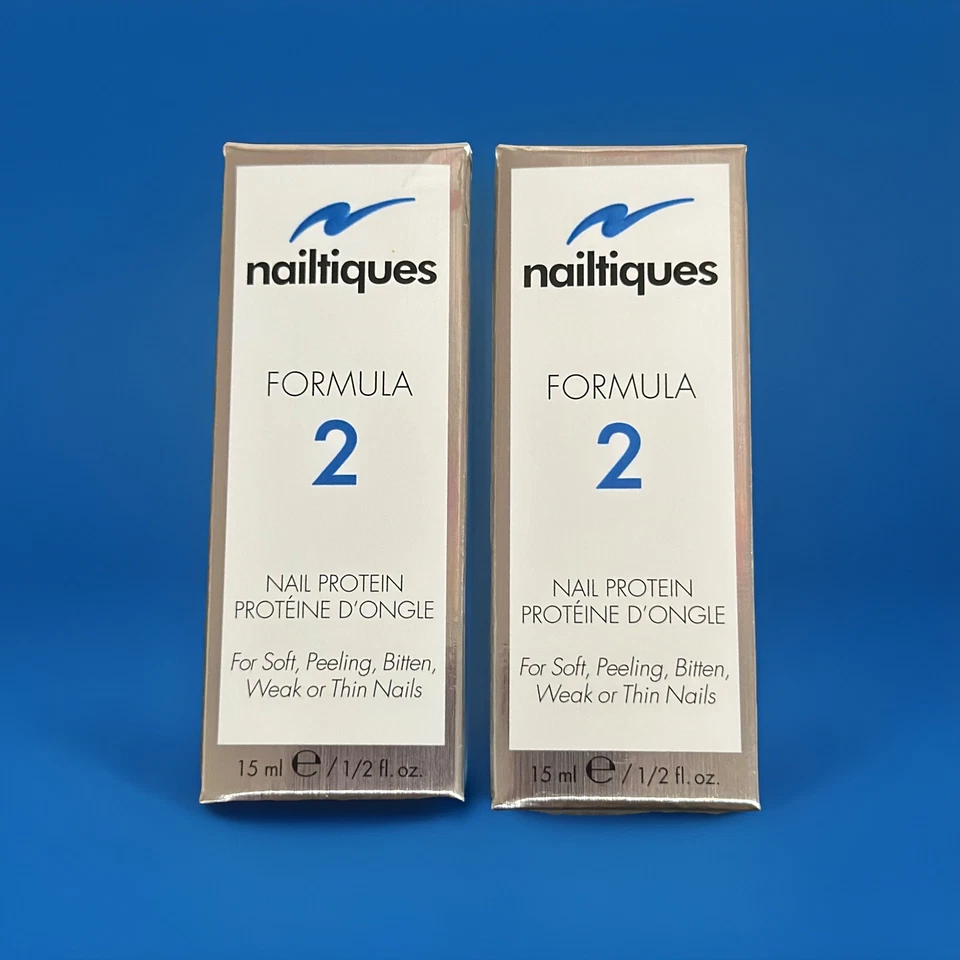 nailtiques
FORMULA
2
NAIL PROTEIN
PROTÉINE D'ONGLE
For Soft, Peeling, Bitten,
Weak or Thin Nails
15 ml ℮ / 1/2 fl. oz.
nailtiques
FORMULA
2
NAIL PROTEIN
PROTÉINE D'ONGLE
For Soft, Peeling, Bitten,
Weak or Thin Nails
15 ml ℮ / 1/2 fl. oz.